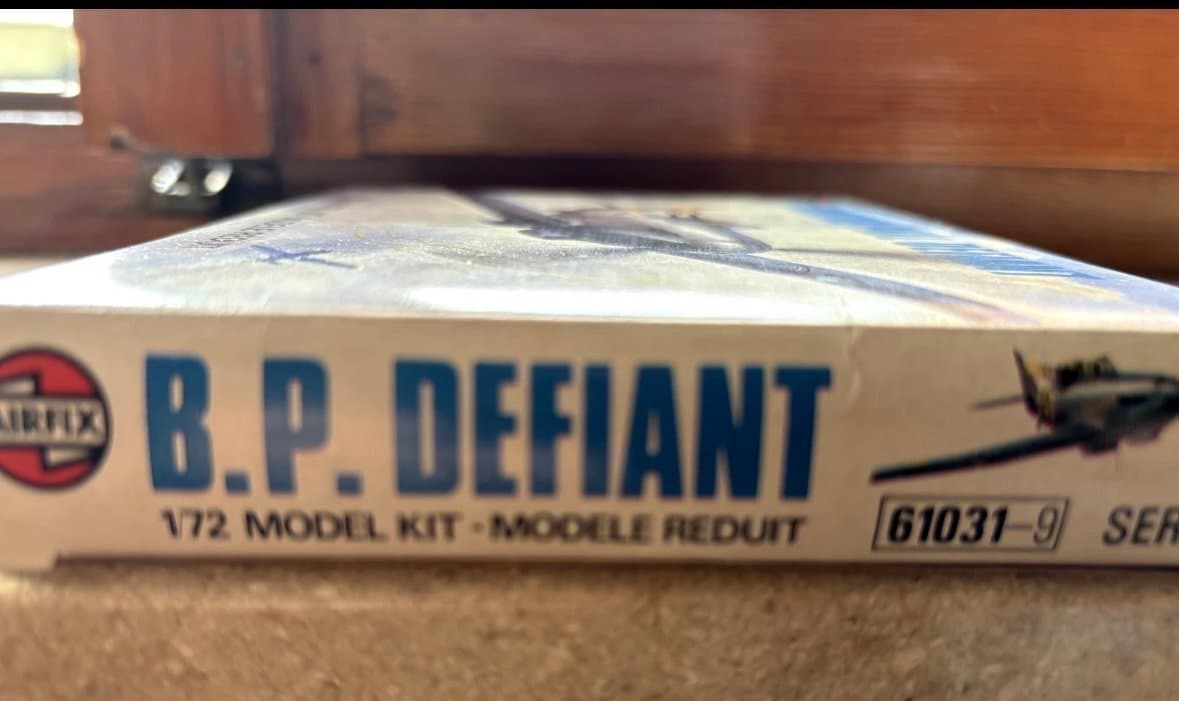 AIRFIX
B.P. DEFIANT
1/72 MODEL KIT - MODELE REDUIT
61031-9 SER